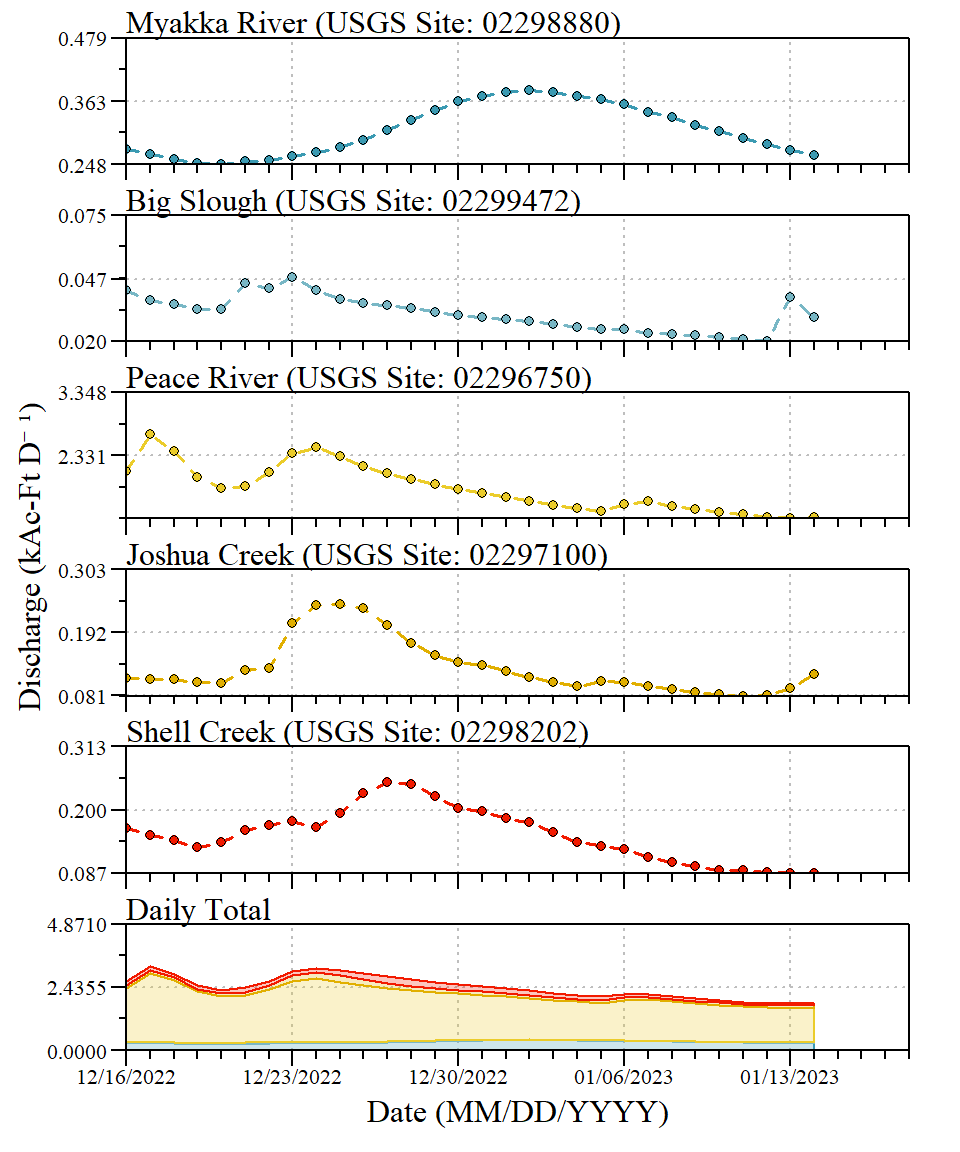 Myakka River (USGS Site: 02298880)
0.479
0.363
0.248
Big Slough (USGS Site: 02299472)
0.075
0.047
0.020
Peace River (USGS Site: 02296750)
3.348
2.331
Joshua Creek (USGS Site: 02297100)
0.303
0.192
0.081
Shell Creek (USGS Site: 02298202)
0.313
0.200
0.087
Daily Total
4.8710
2.4355
0.0000
12/16/2022 12/23/2022 12/30/2022 01/06/2023 01/13/2023
Date (MM/DD/YYYY)
Discharge (kAc-Ft D⁻¹)